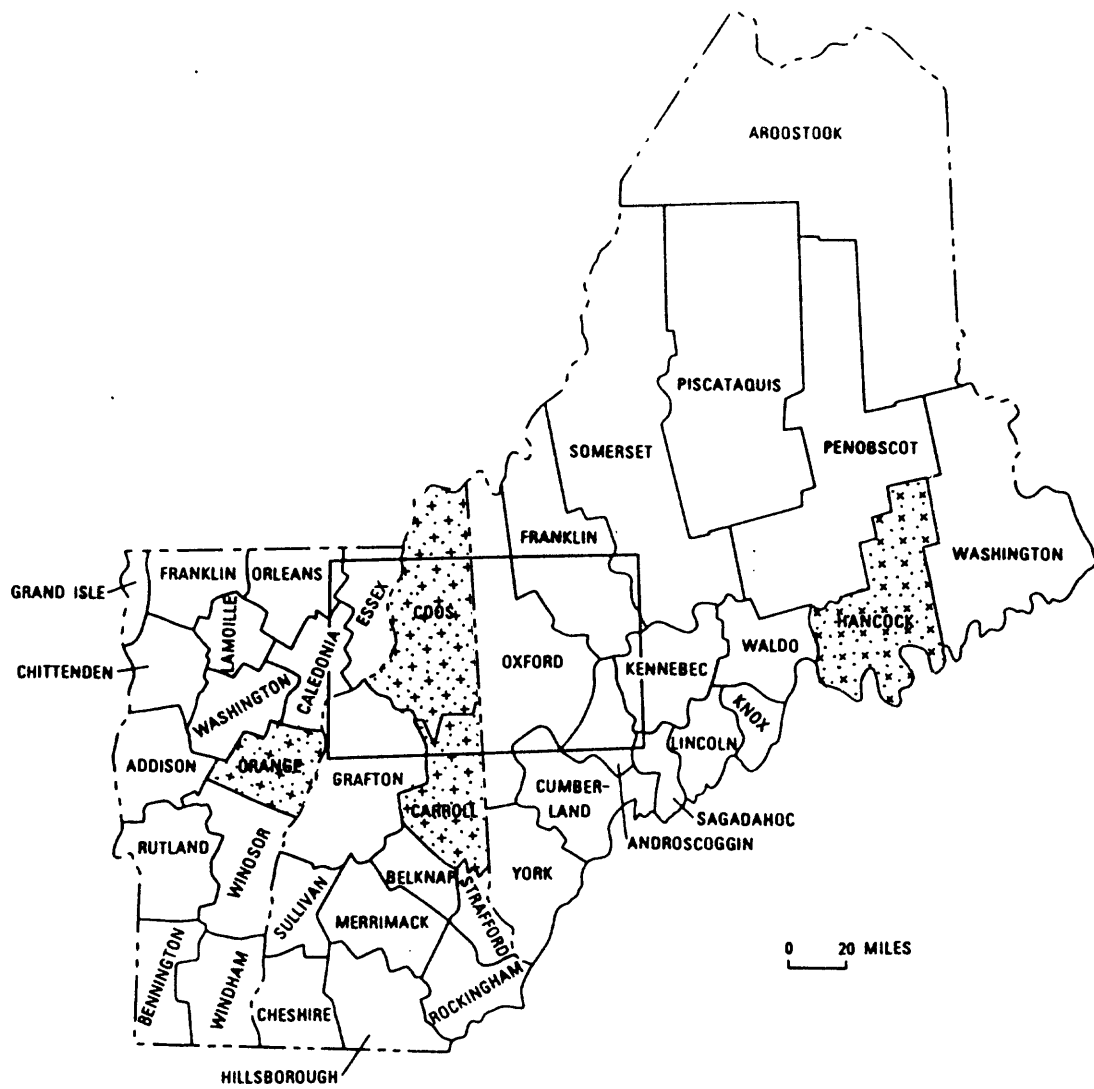 AROOSTOOK
PISCATAQUIS
SOMERSET
PENOBSCOT
FRANKLIN
WASHINGTON
GRAND ISLE
FRANKLIN
ORLEANS
ESSEX
COOS
HANCOCK
LAMOILLE
CHITTENDEN
CALEDONIA
OXFORD
KENNEBEC
WALDO
WASHINGTON
KNOX
LINCOLN
ADDISON
ORANGE
GRAFTON
CARROLL
CUMBER-
LAND
SAGADAHOC
ANDROSCOGGIN
RUTLAND
WINDSOR
BELKNAP
YORK
SULLIVAN
MERRIMACK
STRAFFORD
0 20 MILES
BENNINGTON
WINDHAM
CHESHIRE
ROCKINGHAM
HILLSBOROUGH